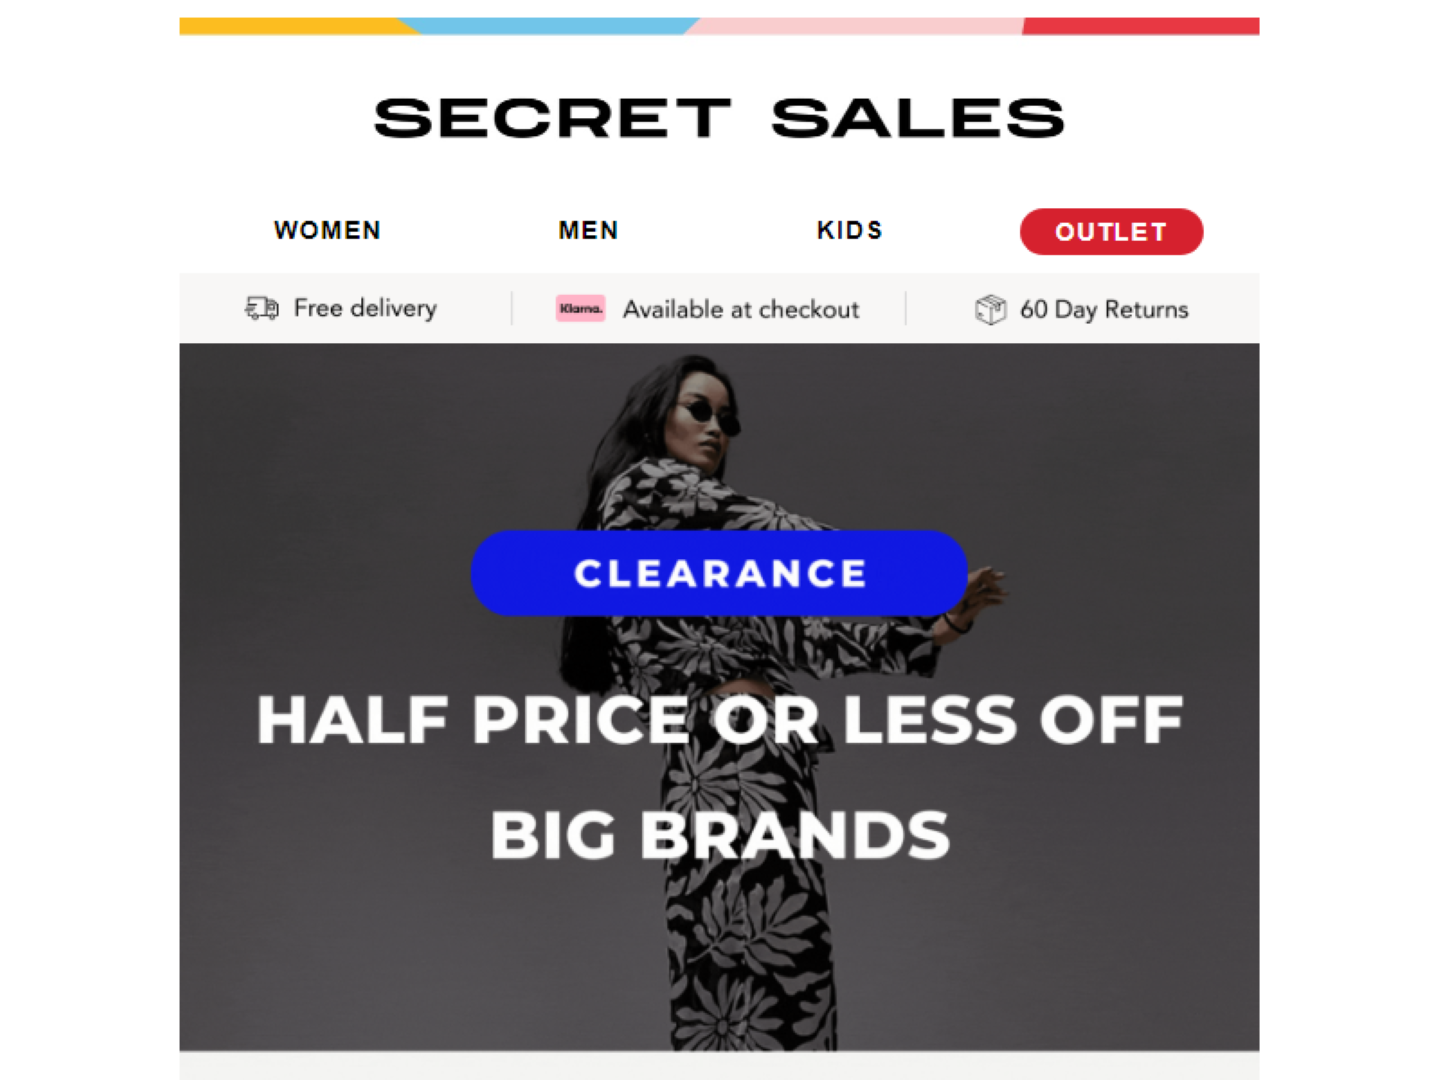 SECRET SALES
WOMEN MEN KIDS OUTLET
Free delivery Klarna. Available at checkout 60 Day Returns
CLEARANCE
HALF PRICE OR LESS OFF
BIG BRANDS